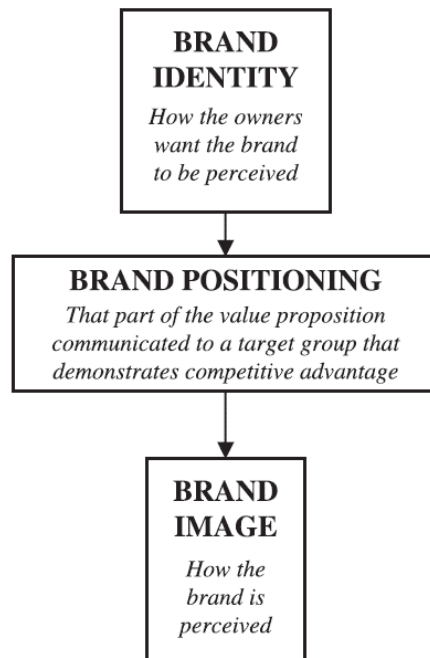 BRAND
IDENTITY
How the owners
want the brand
to be perceived
BRAND POSITIONING
That part of the value proposition
communicated to a target group that
demonstrates competitive advantage
BRAND
IMAGE
How the
brand is
perceived